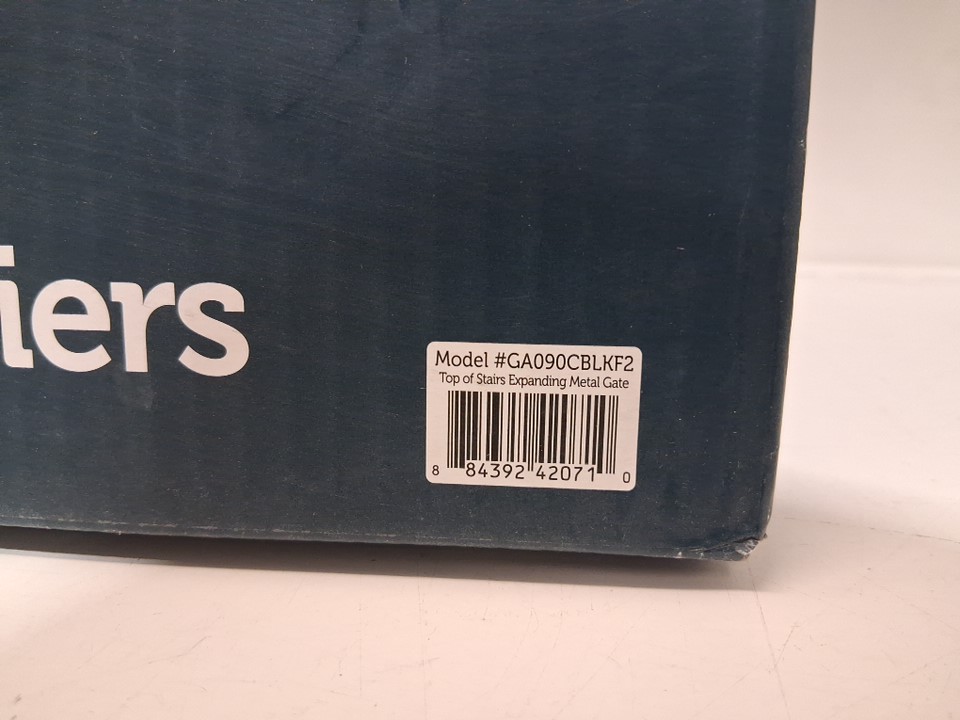 iers
Model #GA090CBLKF2
Top of Stairs Expanding Metal Gate
8 84392 42071 0